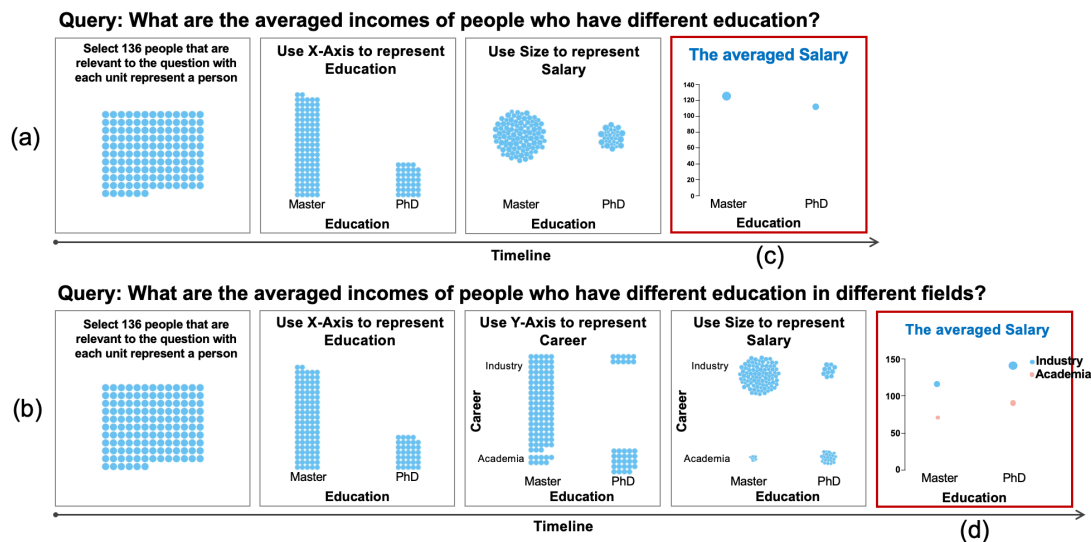 Query: What are the averaged incomes of people who have different education?
(a)
Select 136 people that are
relevant to the question with
each unit represent a person
Use X-Axis to represent
Education
Master
PhD
Education
Use Size to represent
Salary
Master
PhD
Education
The averaged Salary
140
120
100
80
60
40
20
0
Master
PhD
Education
Timeline
(c)
Query: What are the averaged incomes of people who have different education in different fields?
(b)
Select 136 people that are
relevant to the question with
each unit represent a person
Use X-Axis to represent
Education
Master
PhD
Education
Use Y-Axis to represent
Career
Industry
Career
Academia
Master
PhD
Education
Use Size to represent
Salary
Industry
Career
Academia
Master
PhD
Education
The averaged Salary
150
100
50
0
Industry
Academia
Master
PhD
Education
Timeline
(d)